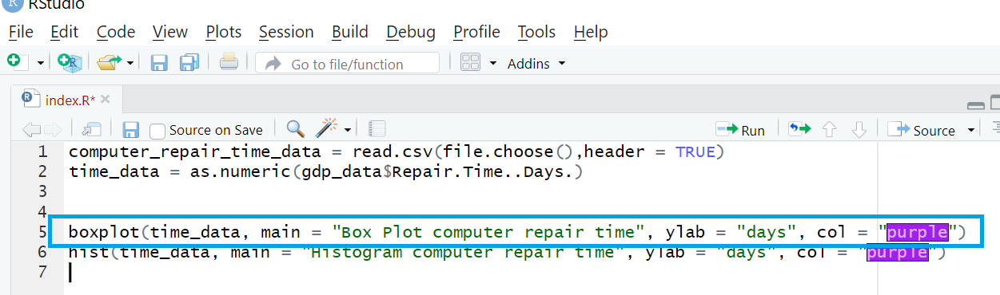 RStudio
File Edit Code View Plots Session Build Debug Profile Tools Help
Go to file/function Addins
index.R*
Source on Save Run Source
1 computer_repair_time_data = read.csv(file.choose(),header = TRUE)
2 time_data = as.numeric(gdp_data$Repair.Time..Days.)
3
4
5 boxplot(time_data, main = "Box Plot computer repair time", ylab = "days", col = "purple")
6 hist(time_data, main = "Histogram computer repair time", ylab = "days", col = "purple")
7